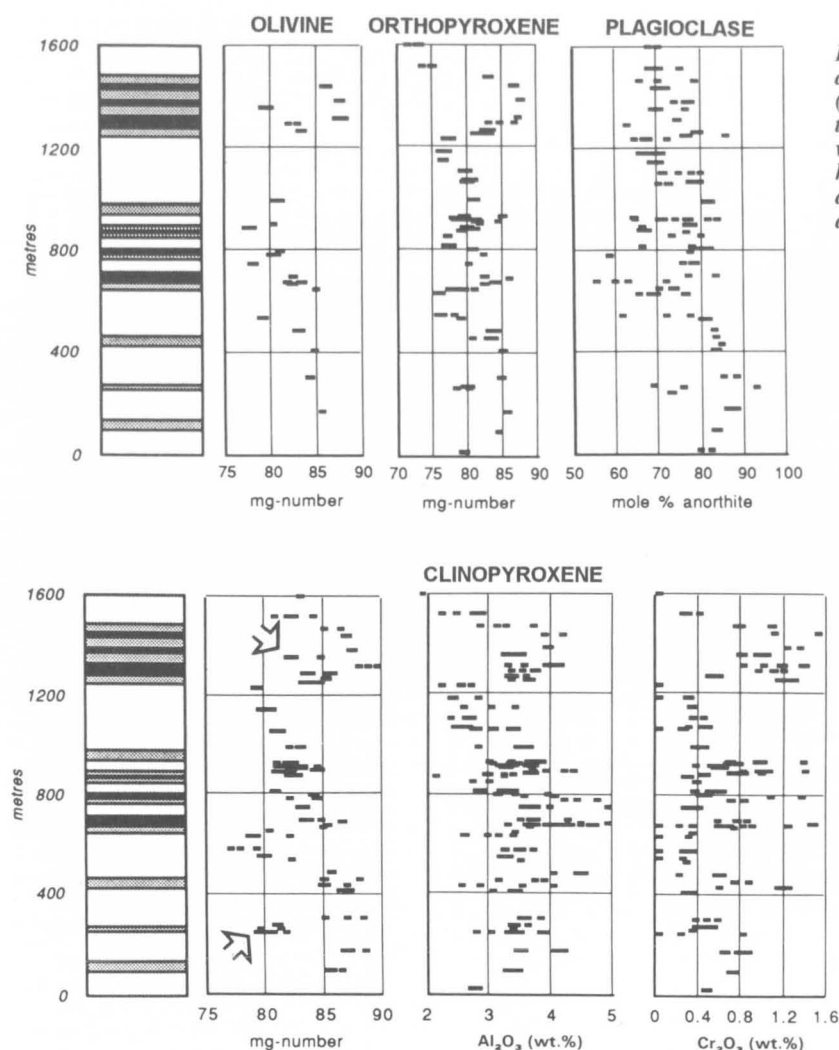 OLIVINE ORTHOPYROXENE PLAGIOCLASE
1600
1200
800
400
0
metres
75 80 85 90
mg-number
70 75 80 85 90
mg-number
50 60 70 80 90 100
mole % anorthite
CLINOPYROXENE
1600
1200
800
400
0
metres
75 80 85 90
mg-number
2 3 4 5
Al₂O₃ (wt.%)
0 0.4 0.8 1.2 1.6
Cr₂O₃ (wt.%)